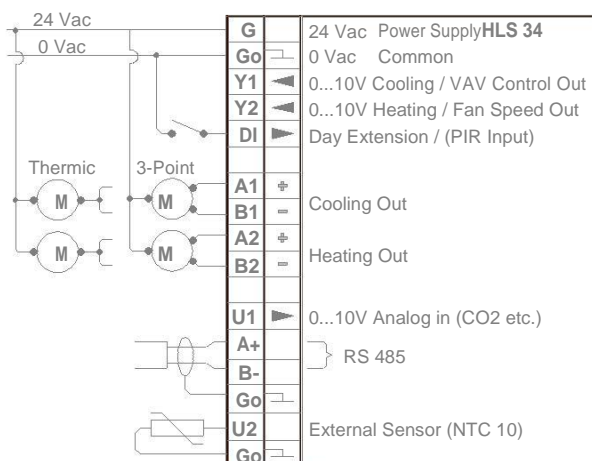 24 Vac G 24 Vac Power Supply HLS 34
0 Vac Go 0 Vac Common
Y1 0...10V Cooling / VAV Control Out
Y2 0...10V Heating / Fan Speed Out
DI Day Extension / (PIR Input)
Thermic 3-Point
M M A1 + Cooling Out
B1 -
M M A2 + Heating Out
B2 -
U1 0...10V Analog in (CO2 etc.)
A+ RS 485
B-
Go
U2 External Sensor (NTC 10)
Go